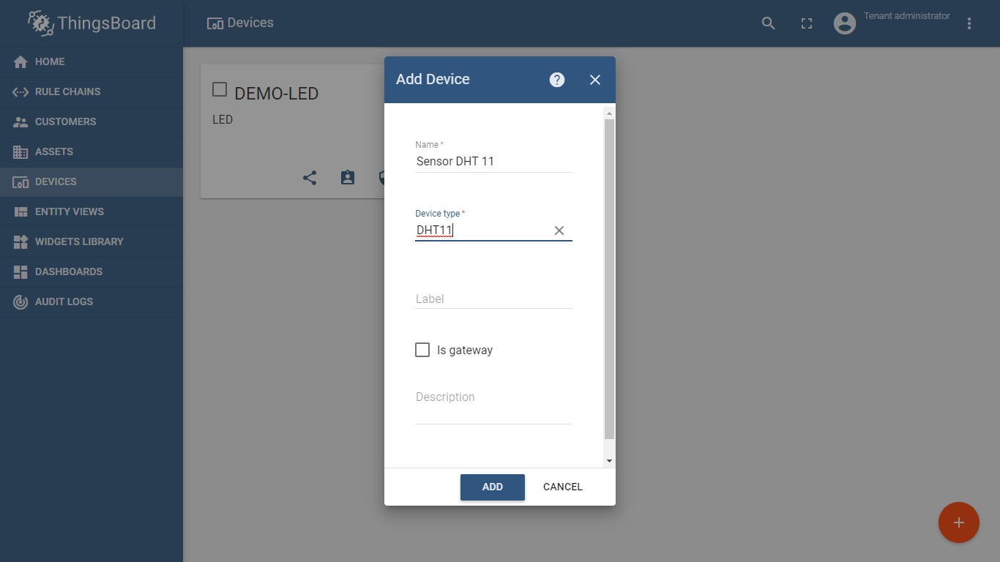 ThingsBoard
Devices
Tenant administrator
HOME
RULE CHAINS
CUSTOMERS
ASSETS
DEVICES
ENTITY VIEWS
WIDGETS LIBRARY
DASHBOARDS
AUDIT LOGS
DEMO-LED
LED
Add Device
?
Name *
Sensor DHT 11
Device type *
DHT11
Label
Is gateway
Description
ADD CANCEL